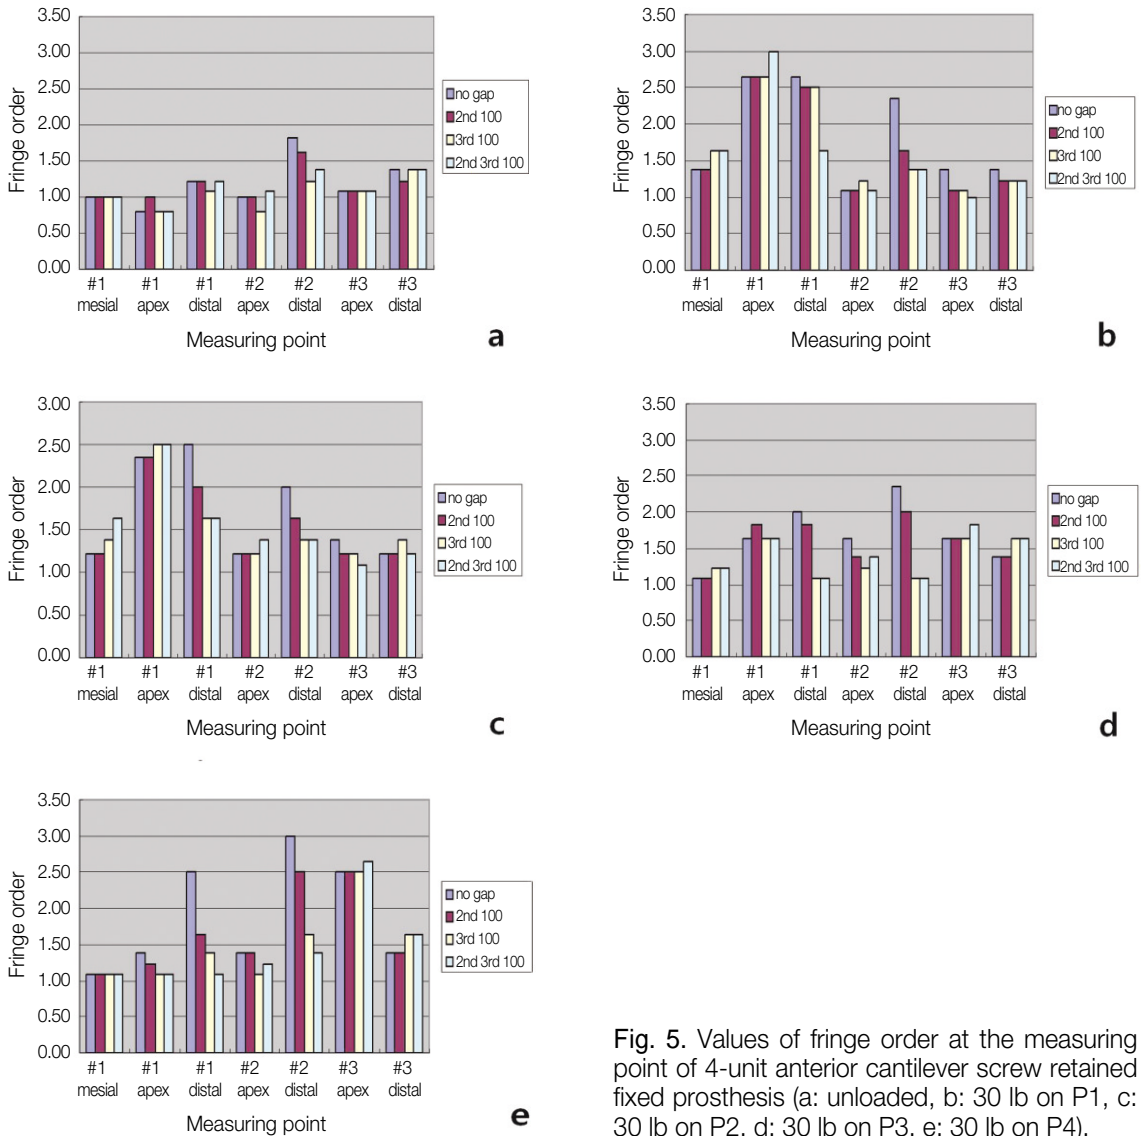 3.50
3.00
2.50
2.00
1.50
1.00
0.50
0.00
Fringe order
#1 #1 #1 #2 #2 #3 #3
mesial apex distal apex distal apex distal
Measuring point
no gap
2nd 100
3rd 100
2nd 3rd 100
a
3.50
3.00
2.50
2.00
1.50
1.00
0.50
0.00
Fringe order
#1 #1 #1 #2 #2 #3 #3
mesial apex distal apex distal apex distal
Measuring point
no gap
2nd 100
3rd 100
2nd 3rd 100
b
3.00
2.50
2.00
1.50
1.00
0.50
0.00
Fringe order
#1 #1 #1 #2 #2 #3 #3
mesial apex distal apex distal apex distal
Measuring point
no gap
2nd 100
3rd 100
2nd 3rd 100
c
3.50
3.00
2.50
2.00
1.50
1.00
0.50
0.00
Fringe order
#1 #1 #1 #2 #2 #3 #3
mesial apex distal apex distal apex distal
Measuring point
no gap
2nd 100
3rd 100
2nd 3rd 100
d
3.50
3.00
2.50
2.00
1.50
1.00
0.50
0.00
Fringe order
#1 #1 #1 #2 #2 #3 #3
mesial apex distal apex distal apex distal
Measuring point
no gap
2nd 100
3rd 100
2nd 3rd 100
e
Fig. 5. Values of fringe order at the measuring
point of 4-unit anterior cantilever screw retained
fixed prosthesis (a: unloaded, b: 30 lb on P1, c:
30 lb on P2, d: 30 lb on P3, e: 30 lb on P4).